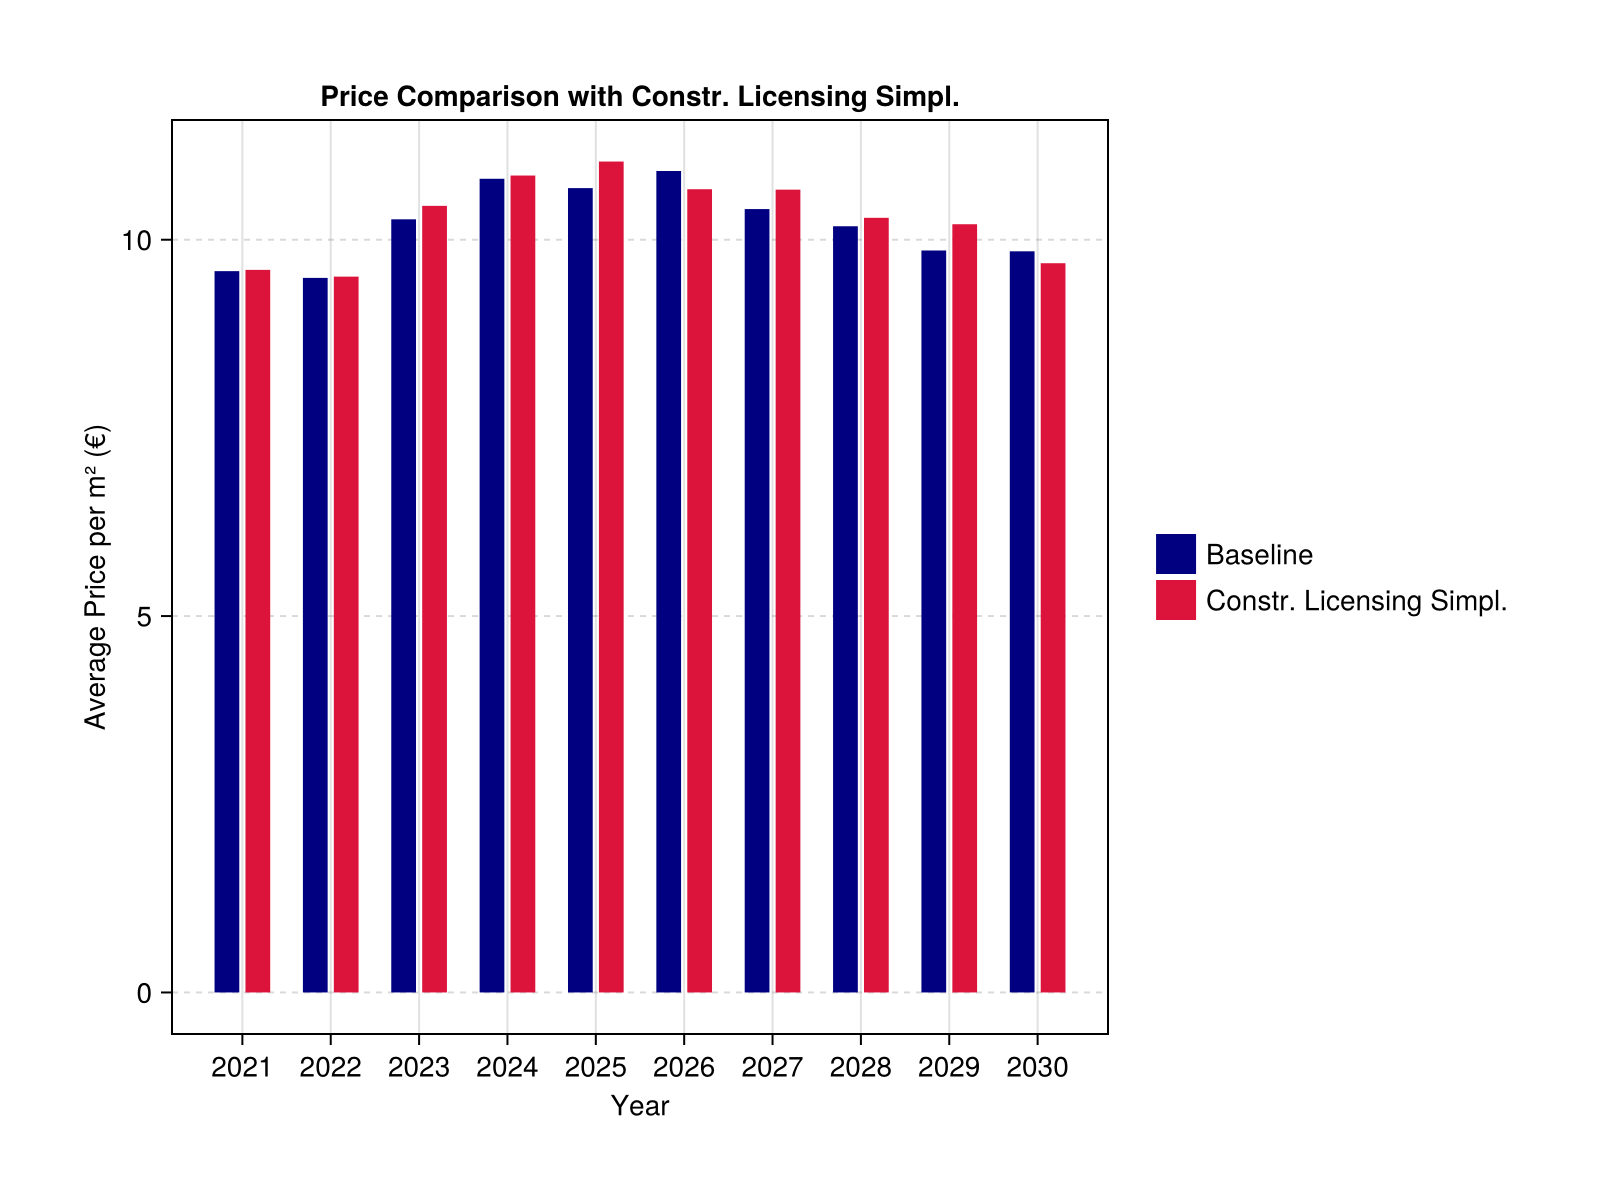 Price Comparison with Constr. Licensing Simpl.
Average Price per m² (€)
10
5
0
2021 2022 2023 2024 2025 2026 2027 2028 2029 2030
Year
Baseline
Constr. Licensing Simpl.